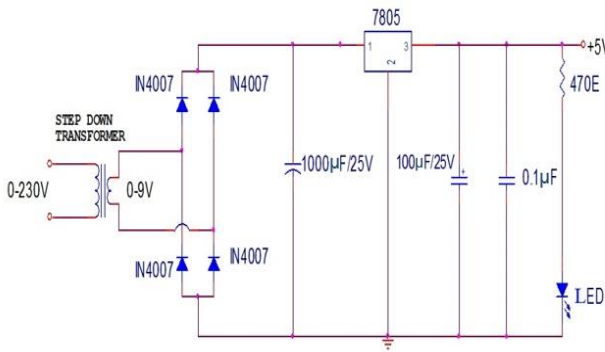 7805
1
3
2
+5V
IN4007
IN4007
470E
STEP DOWN
TRANSFORMER
0-230V
0-9V
1000µF/25V
100µF/25V
+
0.1µF
IN4007
IN4007
LED